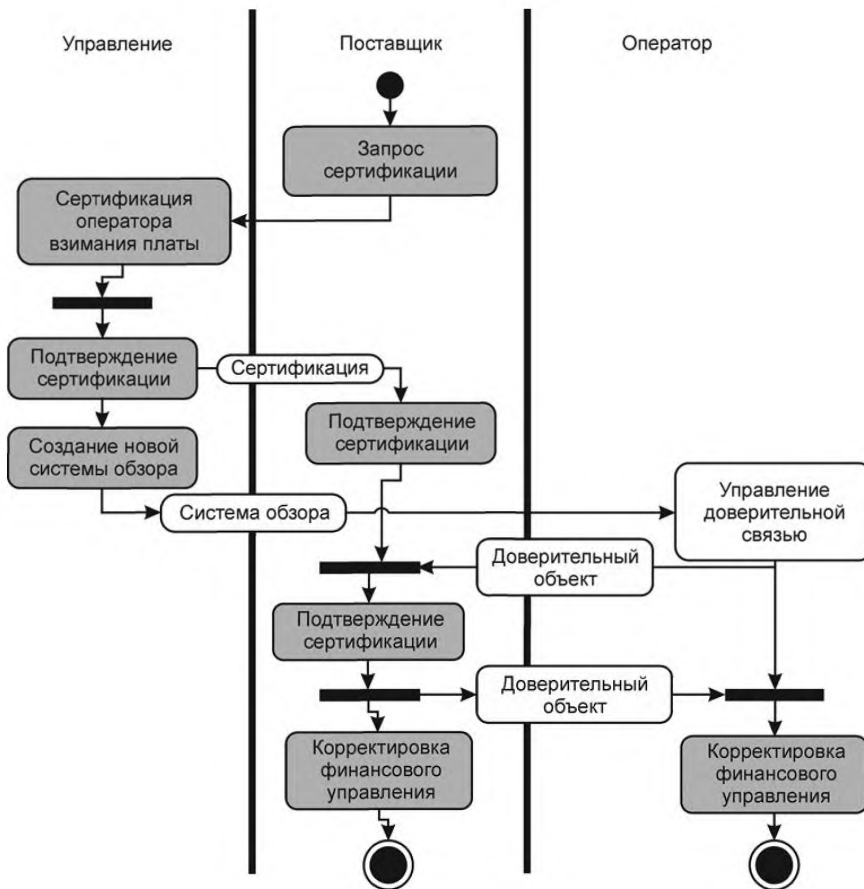 Управление
Поставщик
Оператор
Запрос
сертификации
Сертификация
оператора
взимания платы
Подтверждение
сертификации
Сертификация
Подтверждение
сертификации
Создание новой
системы обзора
Система обзора
Управление
доверительной
связью
Доверительный
объект
Подтверждение
сертификации
Доверительный
объект
Корректировка
финансового
управления
Корректировка
финансового
управления